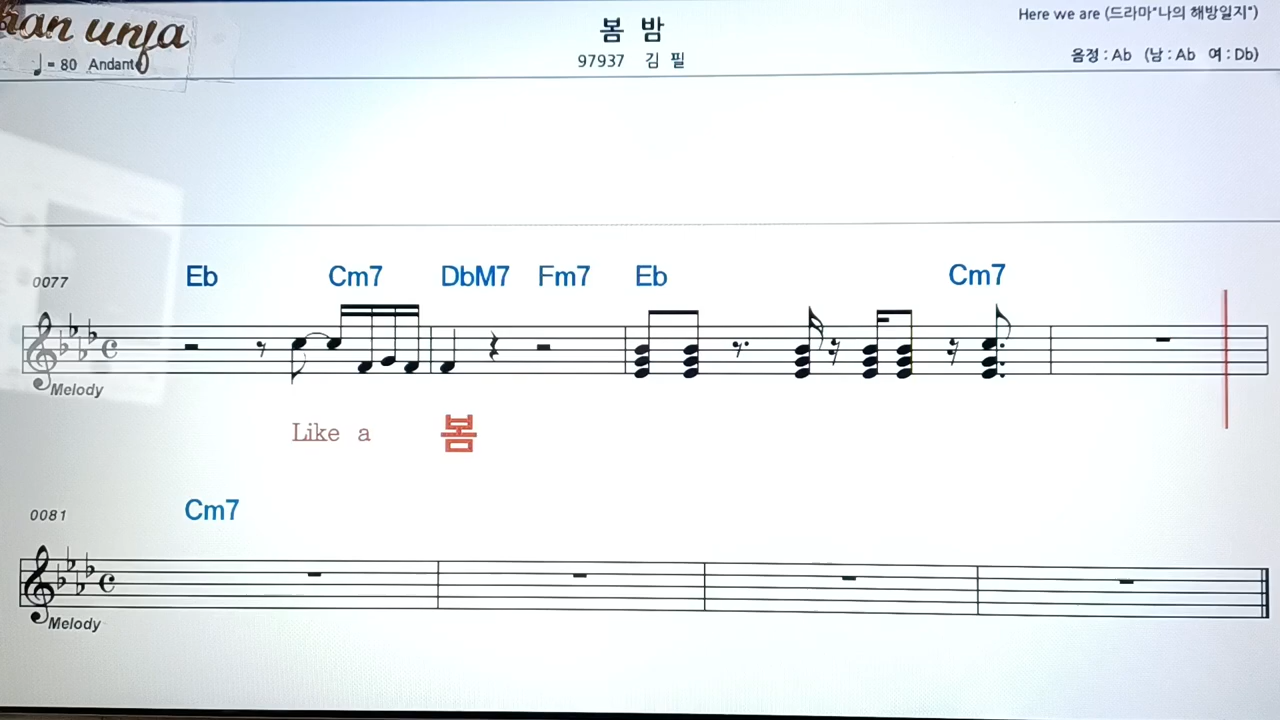 han unja
♩= 80 Andante
봄 밤
97937 김 필
Here we are (드라마"나의 해방일지")
음정 : Ab (남 : Ab 여 : Db)
0077
Eb Cm7 DbM7 Fm7 Eb Cm7
Melody
Like a 봄
0081
Cm7
Melody